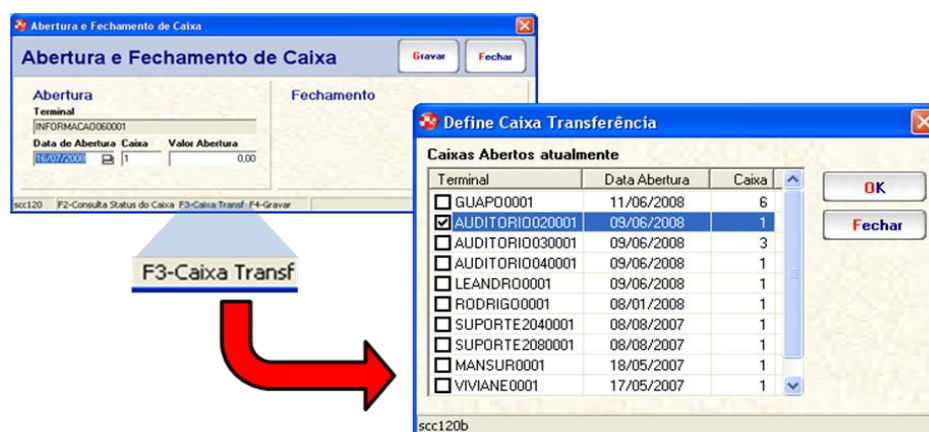 Abertura e Fechamento de Caixa
Abertura e Fechamento de Caixa
Gravar Fechar
Abertura Fechamento
Terminal
INFORMACAO060001
Data de Abertura Caixa Valor Abertura
16/07/2008 1 0,00
scc120 F2-Consulta Status do Caixa F3-Caixa Transf F4-Gravar
F3-Caixa Transf
Define Caixa Transferência
Caixas Abertos atualmente
Terminal Data Abertura Caixa
GUAPO0001 11/06/2008 6
AUDITORIO020001 09/06/2008 1
AUDITORIO030001 09/06/2008 3
AUDITORIO040001 09/06/2008 1
LEANDRO0001 09/06/2008 1
RODRIGO0001 08/01/2008 1
SUPORTE2040001 08/08/2007 1
SUPORTE2080001 08/08/2007 1
MANSUR0001 18/05/2007 1
VIVIANE0001 17/05/2007 1
OK
Fechar
scc120b